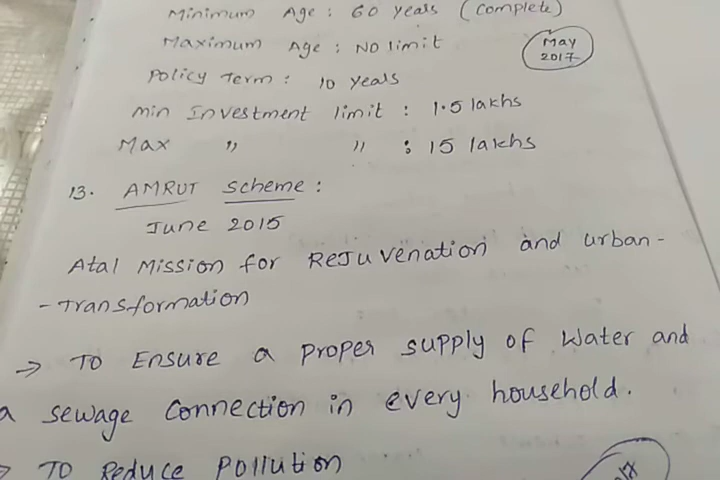 Minimum Age : 60 years (complete)
Maximum Age : No limit
May
2017
Policy Term : 10 years
Min Investment limit : 1.5 lakhs
Max " " : 15 lakhs
13. AMRUT scheme :
June 2015
Atal Mission for Rejuvenation and urban-
-Transformation
→ To Ensure a proper supply of Water and
a sewage connection in every household.
→ To Reduce Pollution